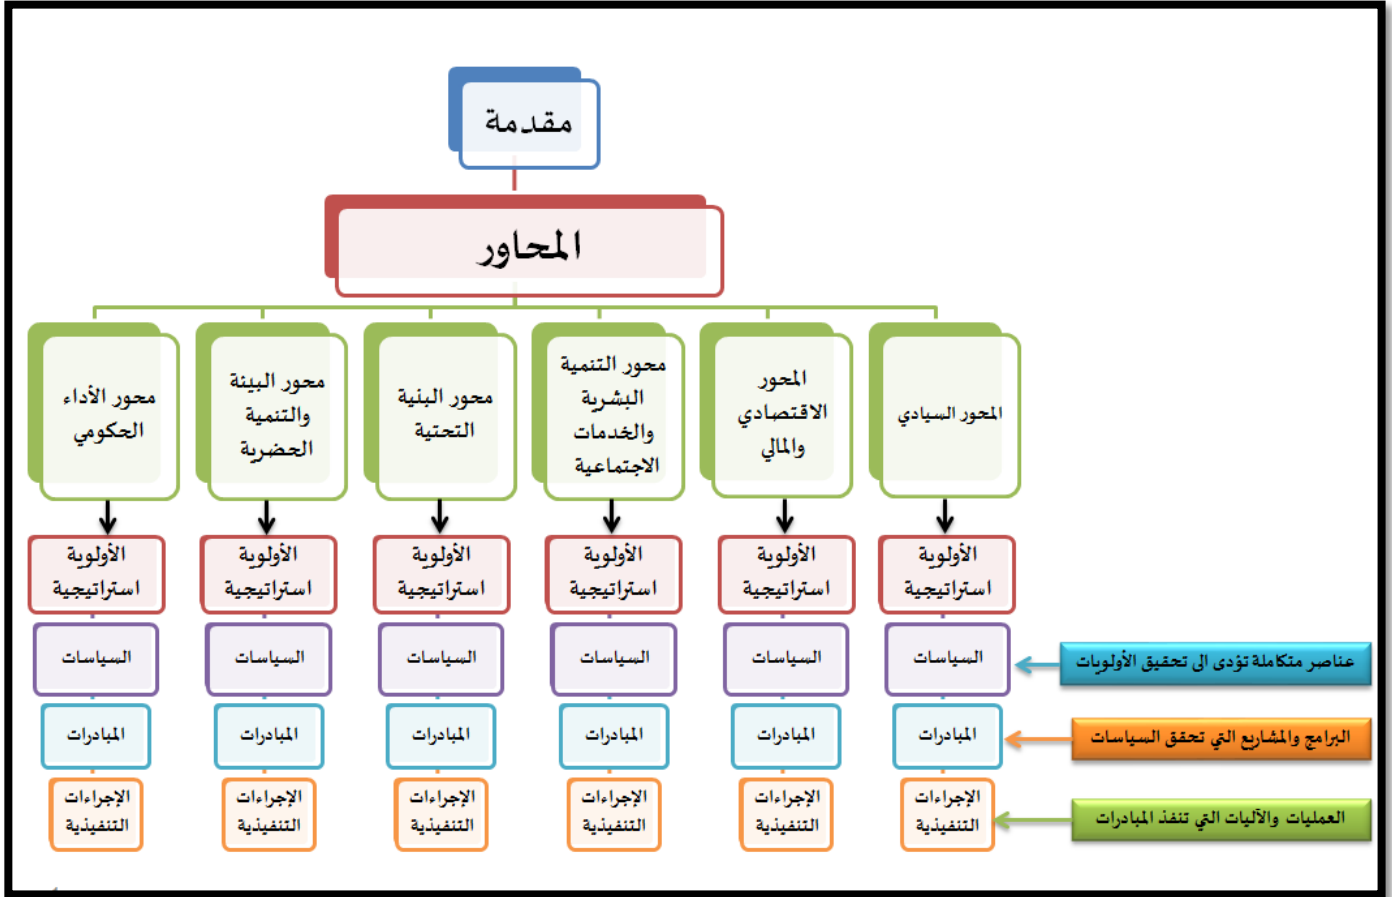 مقدمة
المحاور
المحور السيادي
المحور
الاقتصادي
والمالي
محور التنمية
البشرية
والخدمات
الاجتماعية
محور البنية
التحتية
محور البيئة
والتنمية
الحضرية
محور الأداء
الحكومي
الأولوية
استراتيجية
الأولوية
استراتيجية
الأولوية
استراتيجية
الأولوية
استراتيجية
الأولوية
استراتيجية
الأولوية
استراتيجية
عناصر متكاملة تؤدى الى تحقيق الأولويات
السياسات
السياسات
السياسات
السياسات
السياسات
السياسات
البرامج والمشاريع التي تحقق السياسات
المبادرات
المبادرات
المبادرات
المبادرات
المبادرات
المبادرات
العمليات والآليات التي تنفذ المبادرات
الإجراءات
التنفيذية
الإجراءات
التنفيذية
الإجراءات
التنفيذية
الإجراءات
التنفيذية
الإجراءات
التنفيذية
الإجراءات
التنفيذية